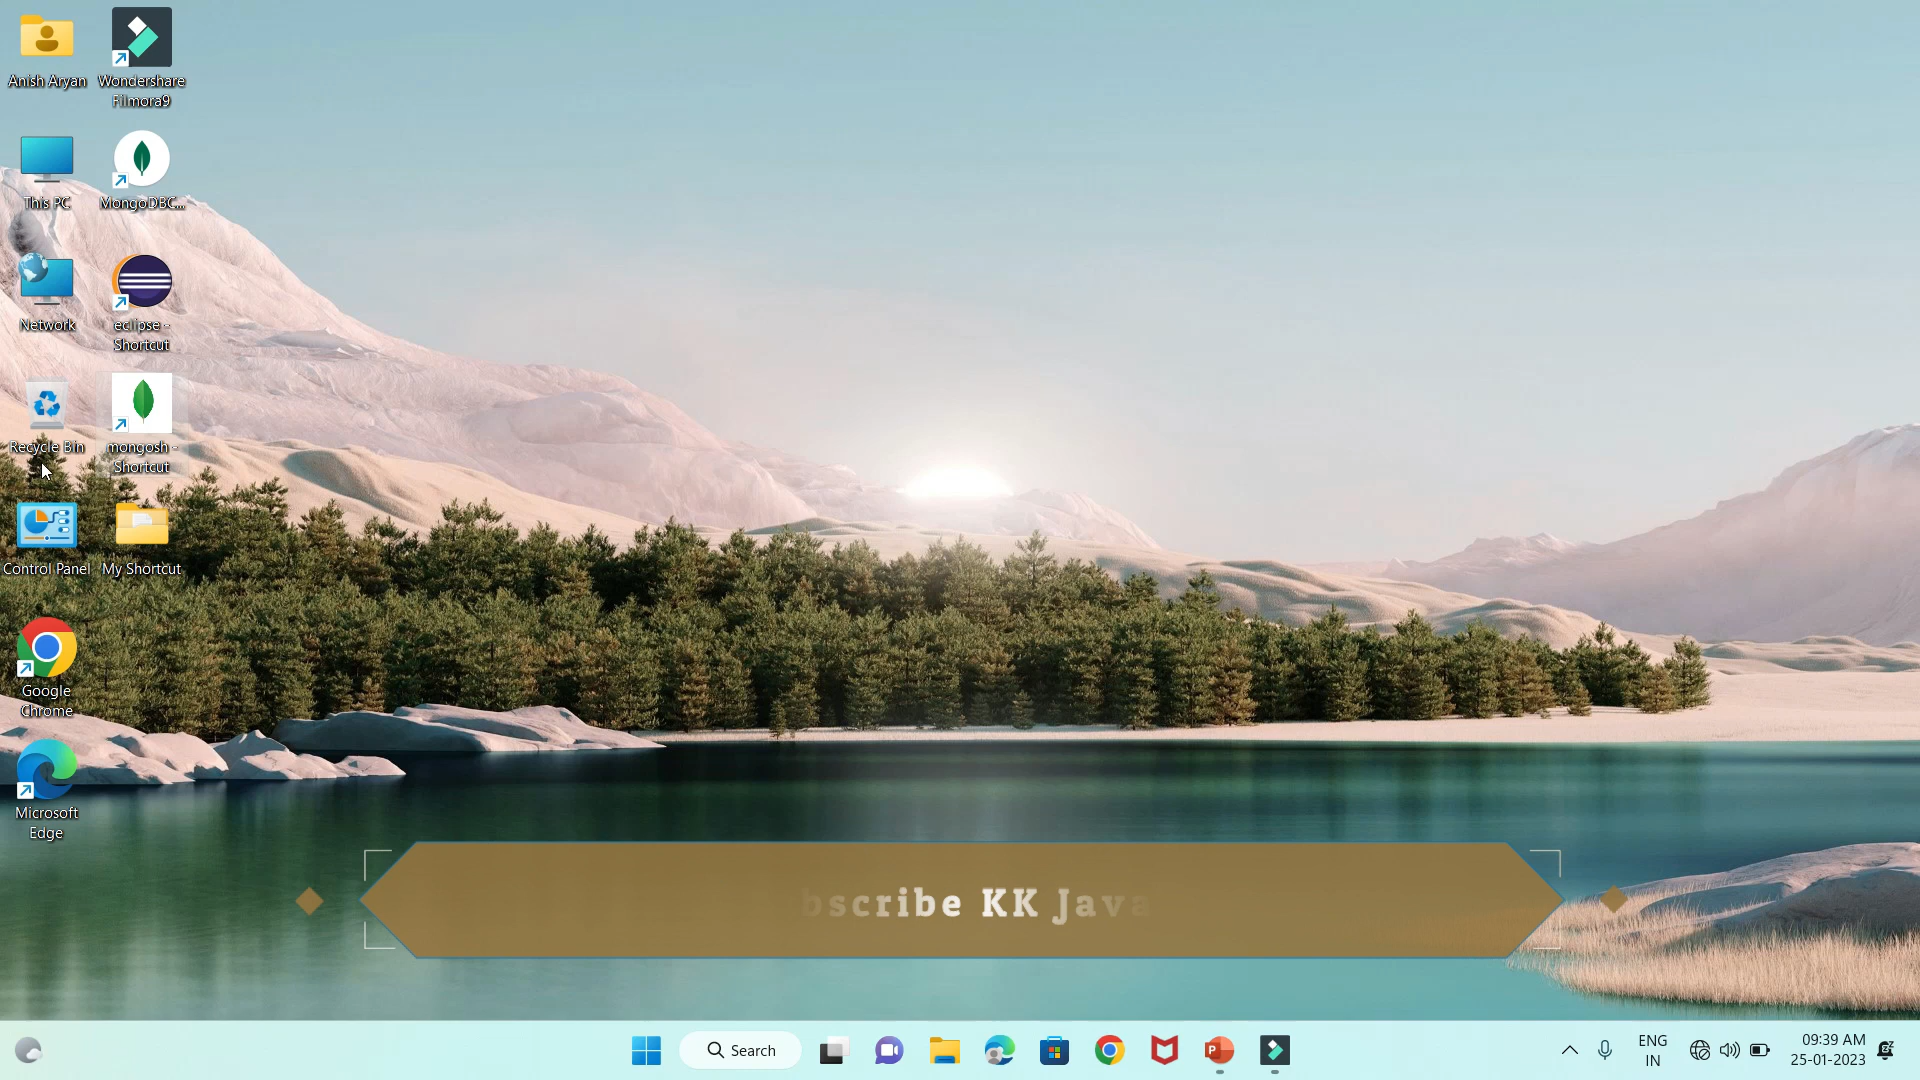 Anish Aryan
Wondershare
Filmora9
This PC
MongoDBC...
Network
eclipse -
Shortcut
Recycle Bin
mongosh -
Shortcut
Control Panel
My Shortcut
Google
Chrome
Microsoft
Edge
bscribe KK Java
Search
ENG
IN
09:39 AM
25-01-2023